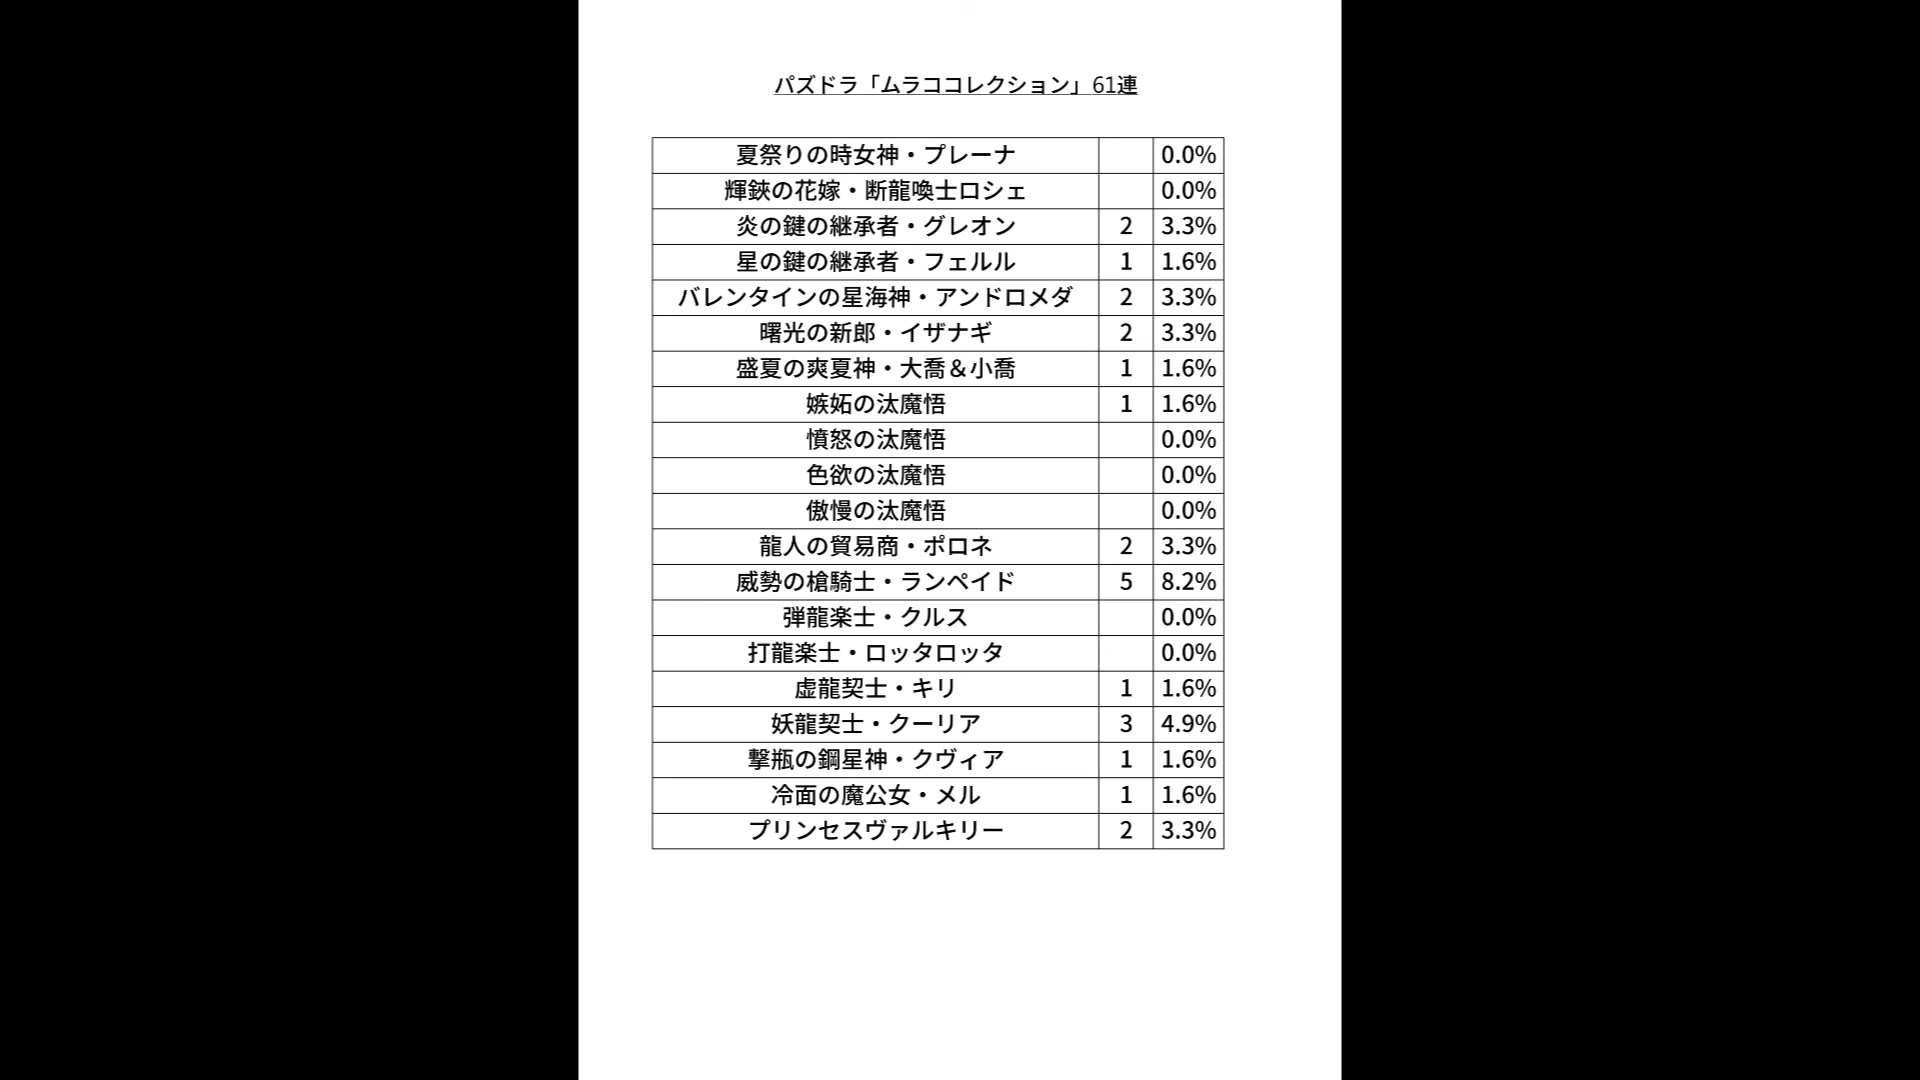 パズドラ「ムラココレクション」61連
夏祭りの時女神・プレーナ 0.0%
輝鋏の花嫁・断龍喚士ロシェ 0.0%
炎の鍵の継承者・グレオン 2 3.3%
星の鍵の継承者・フェルル 1 1.6%
バレンタインの星海神・アンドロメダ 2 3.3%
曙光の新郎・イザナギ 2 3.3%
盛夏の爽夏神・大喬＆小喬 1 1.6%
嫉妬の汰魔悟 1 1.6%
憤怒の汰魔悟 0.0%
色欲の汰魔悟 0.0%
傲慢の汰魔悟 0.0%
龍人の貿易商・ポロネ 2 3.3%
威勢の槍騎士・ランペイド 5 8.2%
弾龍楽士・クルス 0.0%
打龍楽士・ロッタロッタ 0.0%
虚龍契士・キリ 1 1.6%
妖龍契士・クーリア 3 4.9%
撃瓶の鋼星神・クヴィア 1 1.6%
冷面の魔公女・メル 1 1.6%
プリンセスヴァルキリー 2 3.3%